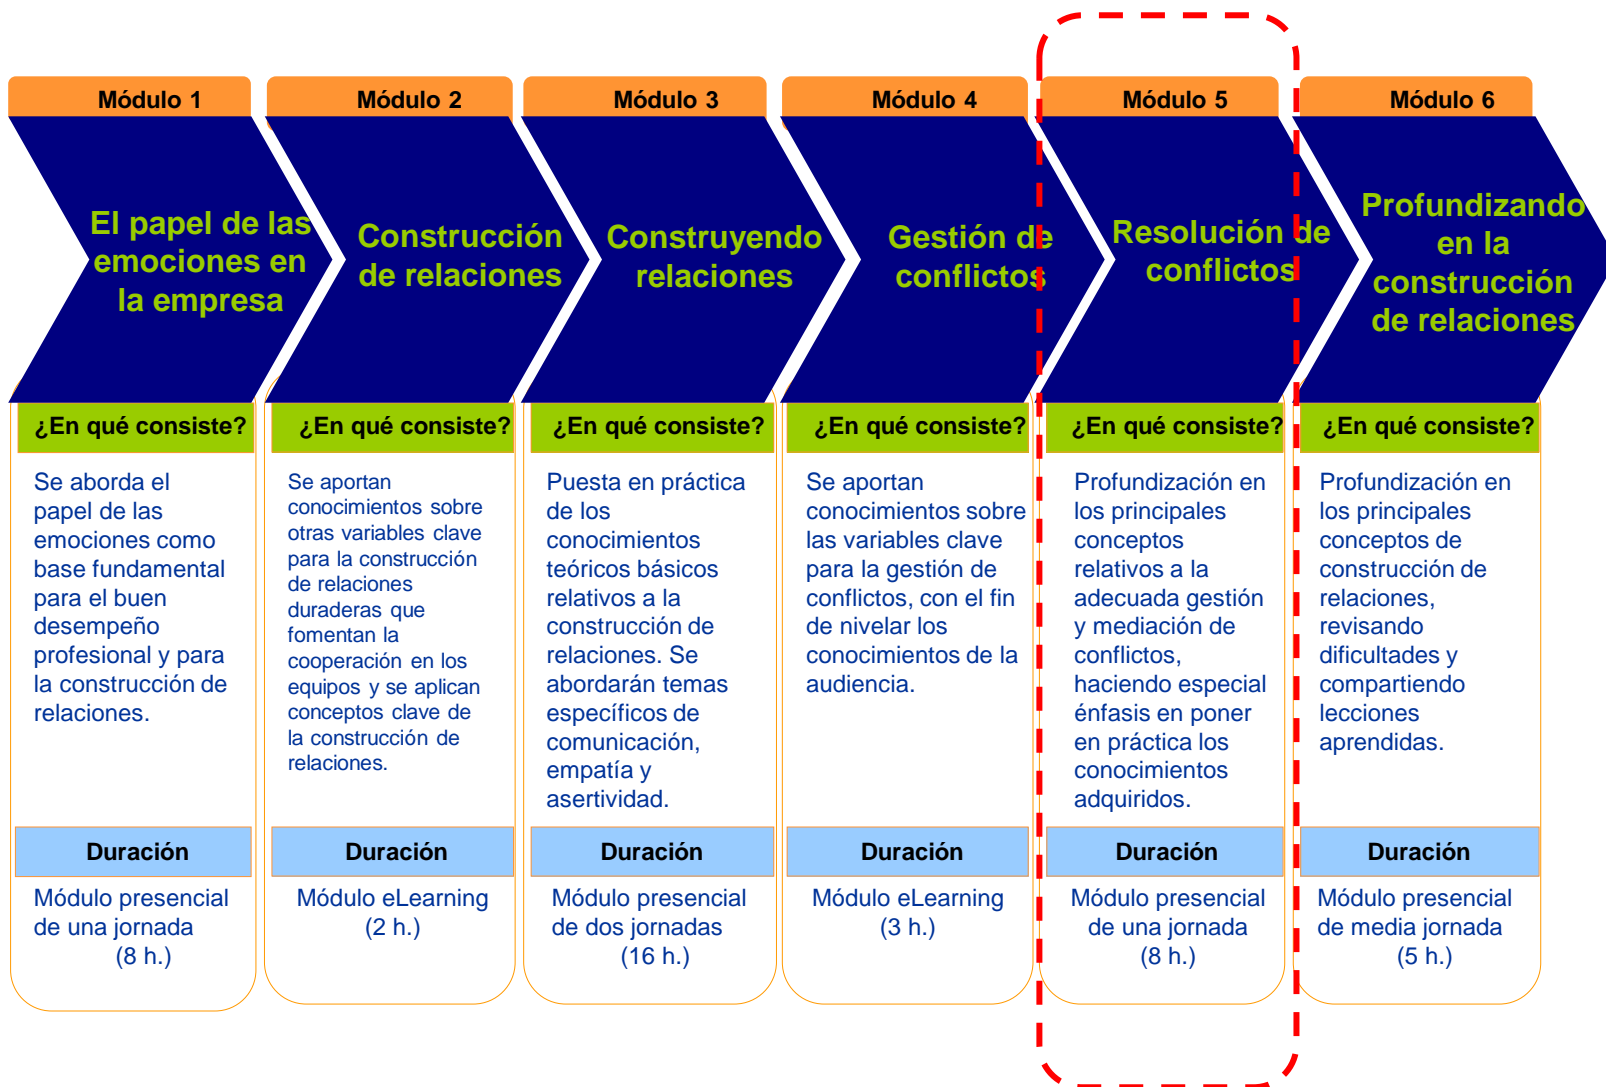 Módulo 1
El papel de las
emociones en
la empresa
¿En qué consiste?
Se aborda el
papel de las
emociones como
base fundamental
para el buen
desempeño
profesional y para
la construcción de
relaciones.
Duración
Módulo presencial
de una jornada
(8 h.)
Módulo 2
Construcción
de relaciones
¿En qué consiste?
Se aportan
conocimientos sobre
otras variables clave
para la construcción
de relaciones
duraderas que
fomentan la
cooperación en los
equipos y se aplican
conceptos clave de
la construcción de
relaciones.
Duración
Módulo eLearning
(2 h.)
Módulo 3
Construyendo
relaciones
¿En qué consiste?
Puesta en práctica
de los
conocimientos
teóricos básicos
relativos a la
construcción de
relaciones. Se
abordarán temas
específicos de
comunicación,
empatía y
asertividad.
Duración
Módulo presencial
de dos jornadas
(16 h.)
Módulo 4
Gestión de
conflictos
¿En qué consiste?
Se aportan
conocimientos sobre
las variables clave
para la gestión de
conflictos, con el fin
de nivelar los
conocimientos de la
audiencia.
Duración
Módulo eLearning
(3 h.)
Módulo 5
Resolución de
conflictos
¿En qué consiste?
Profundización en
los principales
conceptos
relativos a la
adecuada gestión
y mediación de
conflictos,
haciendo especial
énfasis en poner
en práctica los
conocimientos
adquiridos.
Duración
Módulo presencial
de una jornada
(8 h.)
Módulo 6
Profundizando
en la
construcción
de relaciones
¿En qué consiste?
Profundización en
los principales
conceptos de
construcción de
relaciones,
revisando
dificultades y
compartiendo
lecciones
aprendidas.
Duración
Módulo presencial
de media jornada
(5 h.)